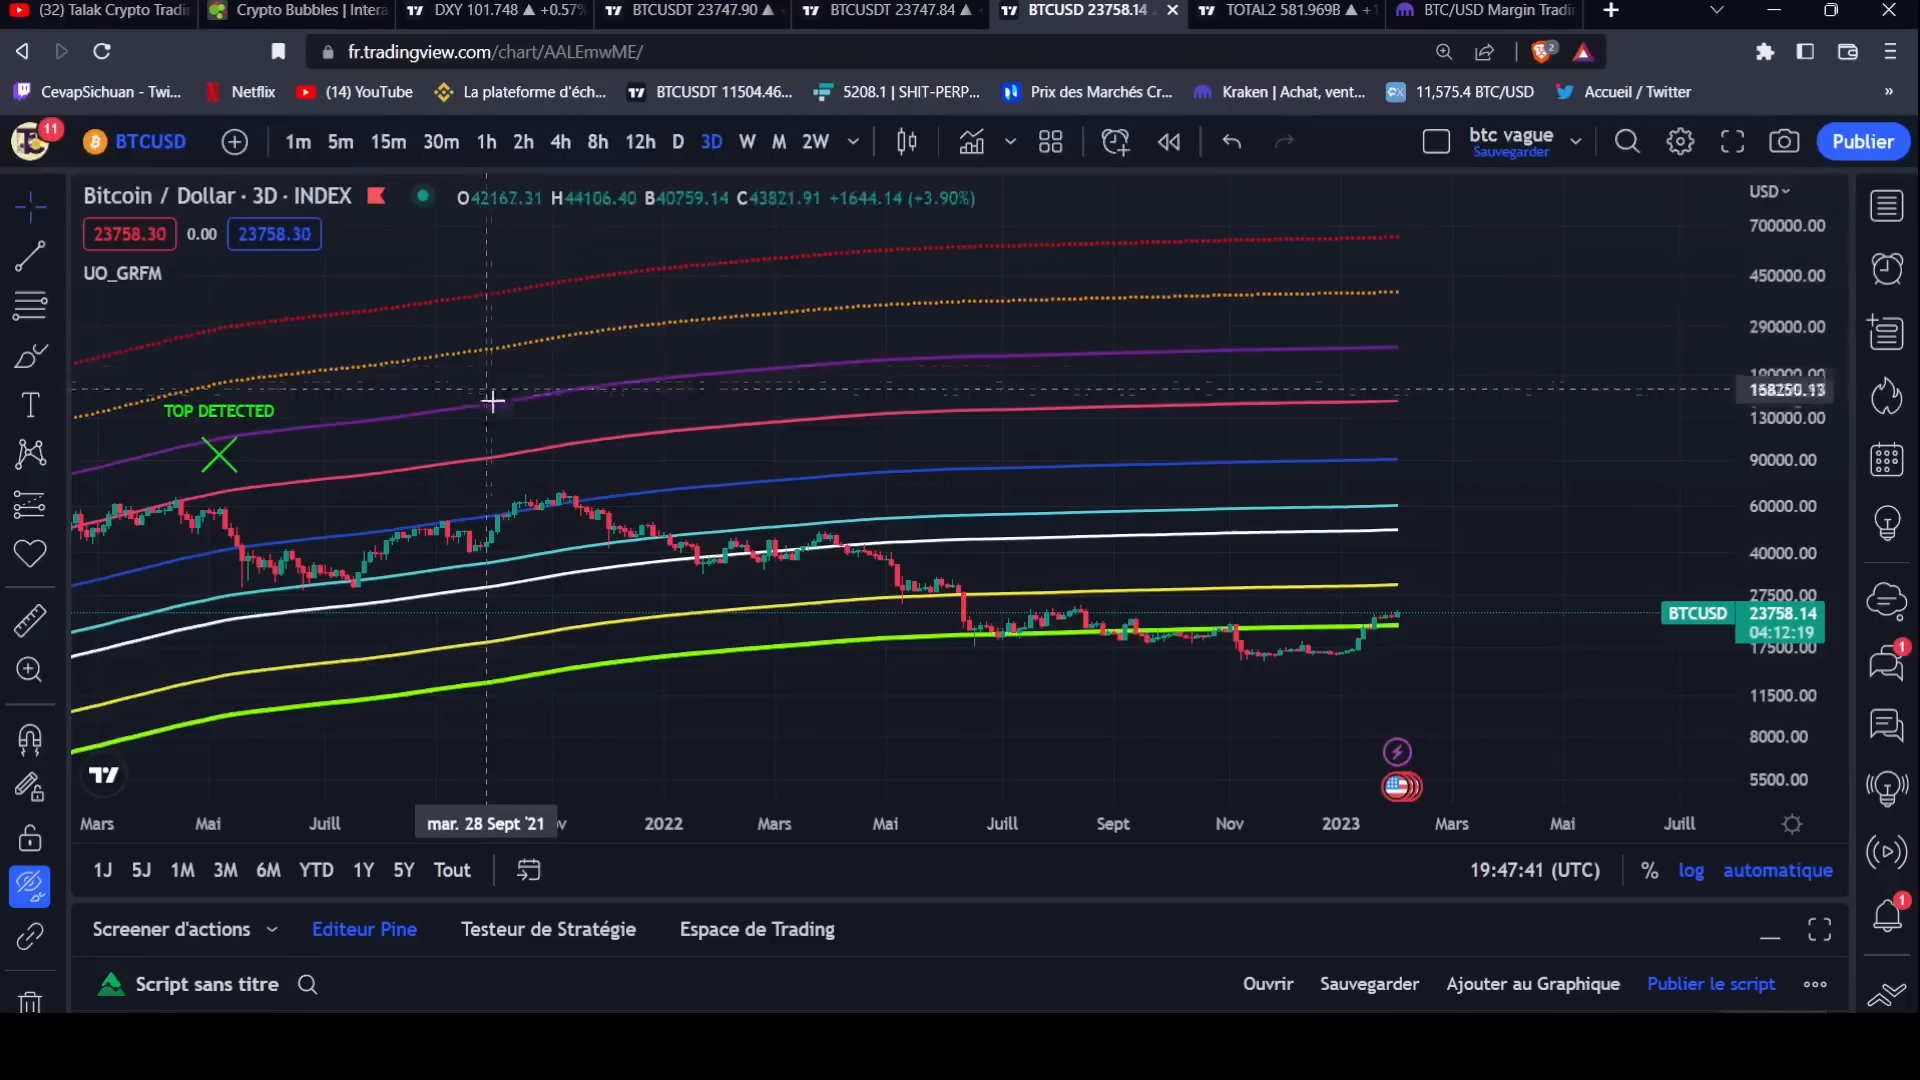 (32) Talak Crypto Tradi
Crypto Bubbles | Intera
DXY 101.748 ▲ +0.57%
BTCUSDT 23747.90 ▲
BTCUSDT 23747.84 ▲
BTCUSD 23758.14
TOTAL2 581.969B ▲ +
BTC/USD Margin Tradin
fr.tradingview.com/chart/AALEmwME/
2
CevapSichuan - Twi...
Netflix
(14) YouTube
La plateforme d'éch...
BTCUSDT 11504.46...
5208.1 | SHIT-PERP...
Prix des Marchés Cr...
Kraken | Achat, vent...
11,575.4 BTC/USD
Accueil / Twitter
»
11
BTCUSD
1m 5m 15m 30m 1h 2h 4h 8h 12h D 3D W M 2W
btc vague
Sauvegarder
Publier
Bitcoin / Dollar · 3D · INDEX
O42167.31 H44106.40 B40759.14 C43821.91 +1644.14 (+3.90%)
USD
23758.30 0.00 23758.30
UO_GRFM
700000.00
450000.00
290000.00
168250.13
130000.00
90000.00
60000.00
40000.00
27500.00
BTCUSD 23758.14
04:12:19
17500.00
11500.00
8000.00
5500.00
TOP DETECTED
Mars Mai Juill mar. 28 Sept '21 2022 Mars Mai Juill Sept Nov 2023 Mars Mai Juill
1J 5J 1M 3M 6M YTD 1Y 5Y Tout
19:47:41 (UTC) % log automatique
Screener d'actions Editeur Pine Testeur de Stratégie Espace de Trading
Script sans titre
Ouvrir Sauvegarder Ajouter au Graphique Publier le script
1
1